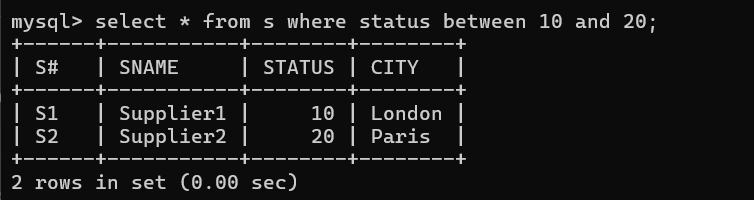 mysql> select * from s where status between 10 and 20;
+------+-----------+--------+--------+
| S#   | SNAME     | STATUS | CITY   |
+------+-----------+--------+--------+
| S1   | Supplier1 |     10 | London |
| S2   | Supplier2 |     20 | Paris  |
+------+-----------+--------+--------+
2 rows in set (0.00 sec)